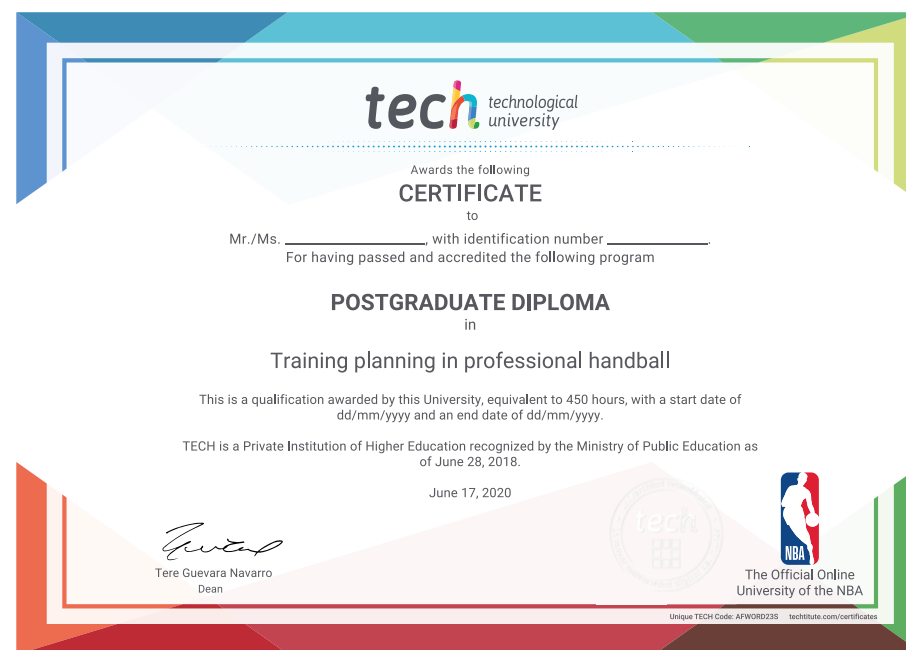 tech technological
university
Awards the following
CERTIFICATE
to
Mr./Ms. ____________, with identification number ____________.
For having passed and accredited the following program
POSTGRADUATE DIPLOMA
in
Training planning in professional handball
This is a qualification awarded by this University, equivalent to 450 hours, with a start date of
dd/mm/yyyy and an end date of dd/mm/yyyy.
TECH is a Private Institution of Higher Education recognized by the Ministry of Public Education as
of June 28, 2018.
June 17, 2020
tech
NBA
Tere Guevara Navarro
Dean
The Official Online
University of the NBA
Unique TECH Code: AFWORD23S techtitute.com/certificates